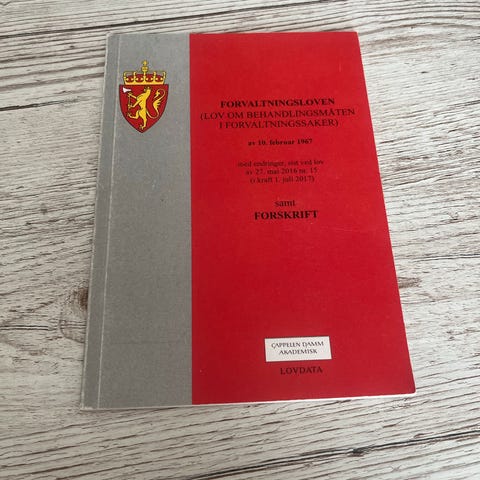 FORVALTNINGSLOVEN
(LOV OM BEHANDLINGSMÅTEN
I FORVALTNINGSSAKER)
av 10. februar 1967
med endringer, sist ved lov
av 27. mai 2016 nr. 15
(i kraft 1. juli 2017)
samt
FORSKRIFT
CAPPELEN DAMM
AKADEMISK
LOVDATA